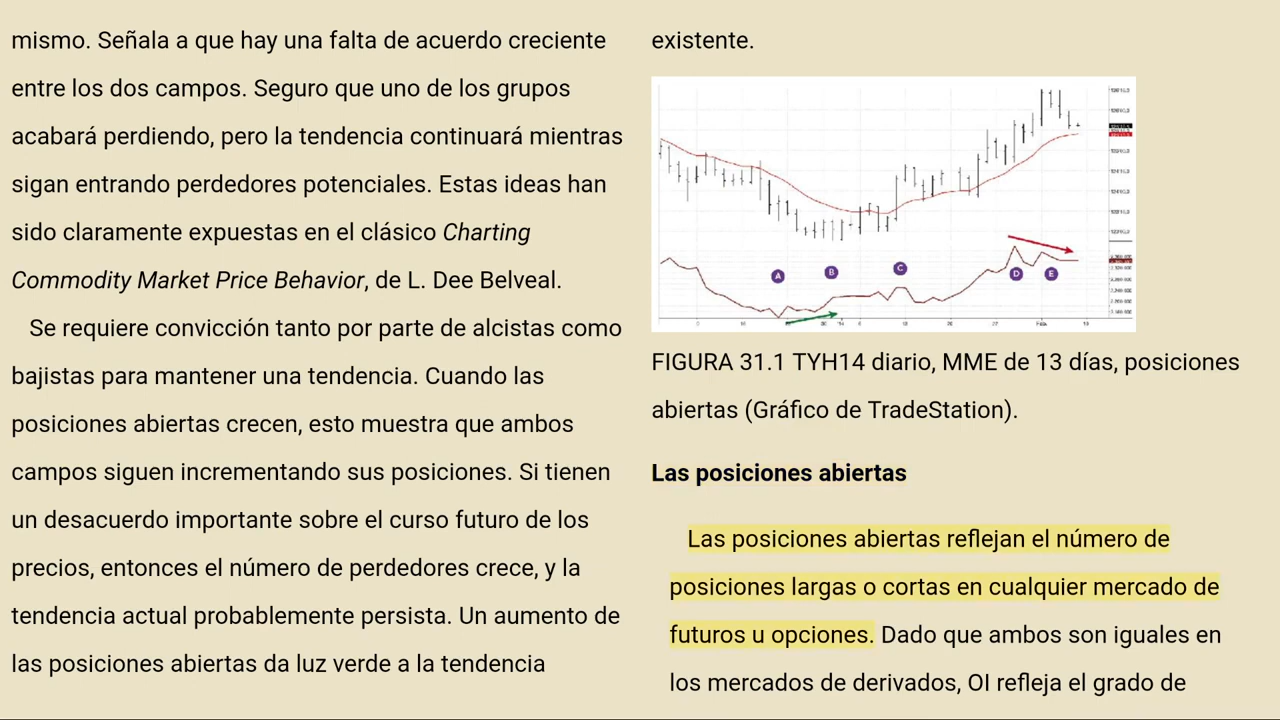 mismo. Señala a que hay una falta de acuerdo creciente
entre los dos campos. Seguro que uno de los grupos
acabará perdiendo, pero la tendencia continuará mientras
sigan entrando perdedores potenciales. Estas ideas han
sido claramente expuestas en el clásico Charting
Commodity Market Price Behavior, de L. Dee Belveal.
Se requiere convicción tanto por parte de alcistas como
bajistas para mantener una tendencia. Cuando las
posiciones abiertas crecen, esto muestra que ambos
campos siguen incrementando sus posiciones. Si tienen
un desacuerdo importante sobre el curso futuro de los
precios, entonces el número de perdedores crece, y la
tendencia actual probablemente persista. Un aumento de
las posiciones abiertas da luz verde a la tendencia
existente.
A B C D E
FIGURA 31.1 TYH14 diario, MME de 13 días, posiciones
abiertas (Gráfico de TradeStation).
Las posiciones abiertas
Las posiciones abiertas reflejan el número de
posiciones largas o cortas en cualquier mercado de
futuros u opciones. Dado que ambos son iguales en
los mercados de derivados, OI refleja el grado de